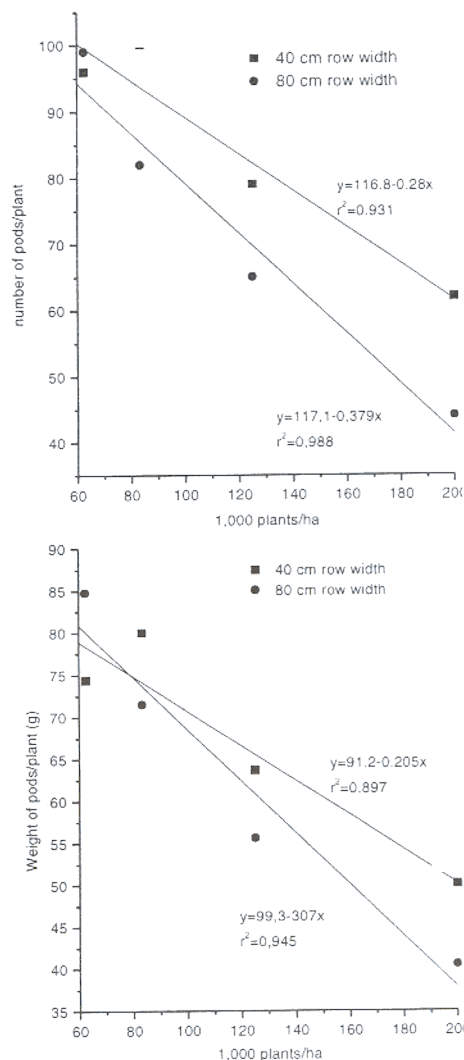 100
90
80
70
60
50
40
number of pods/plant
■ 40 cm row width
● 80 cm row width
y=116.8-0.28x
r²=0.931
y=117,1-0,379x
r²=0,988
60 80 100 120 140 160 180 200
1,000 plants/ha
90
85
80
75
70
65
60
55
50
45
40
35
Weight of pods/plant (g)
■ 40 cm row width
● 80 cm row width
y=91.2-0.205x
r²=0.897
y=99,3-307x
r²=0,945
60 80 100 120 140 160 180 200
1,000 plants/ha